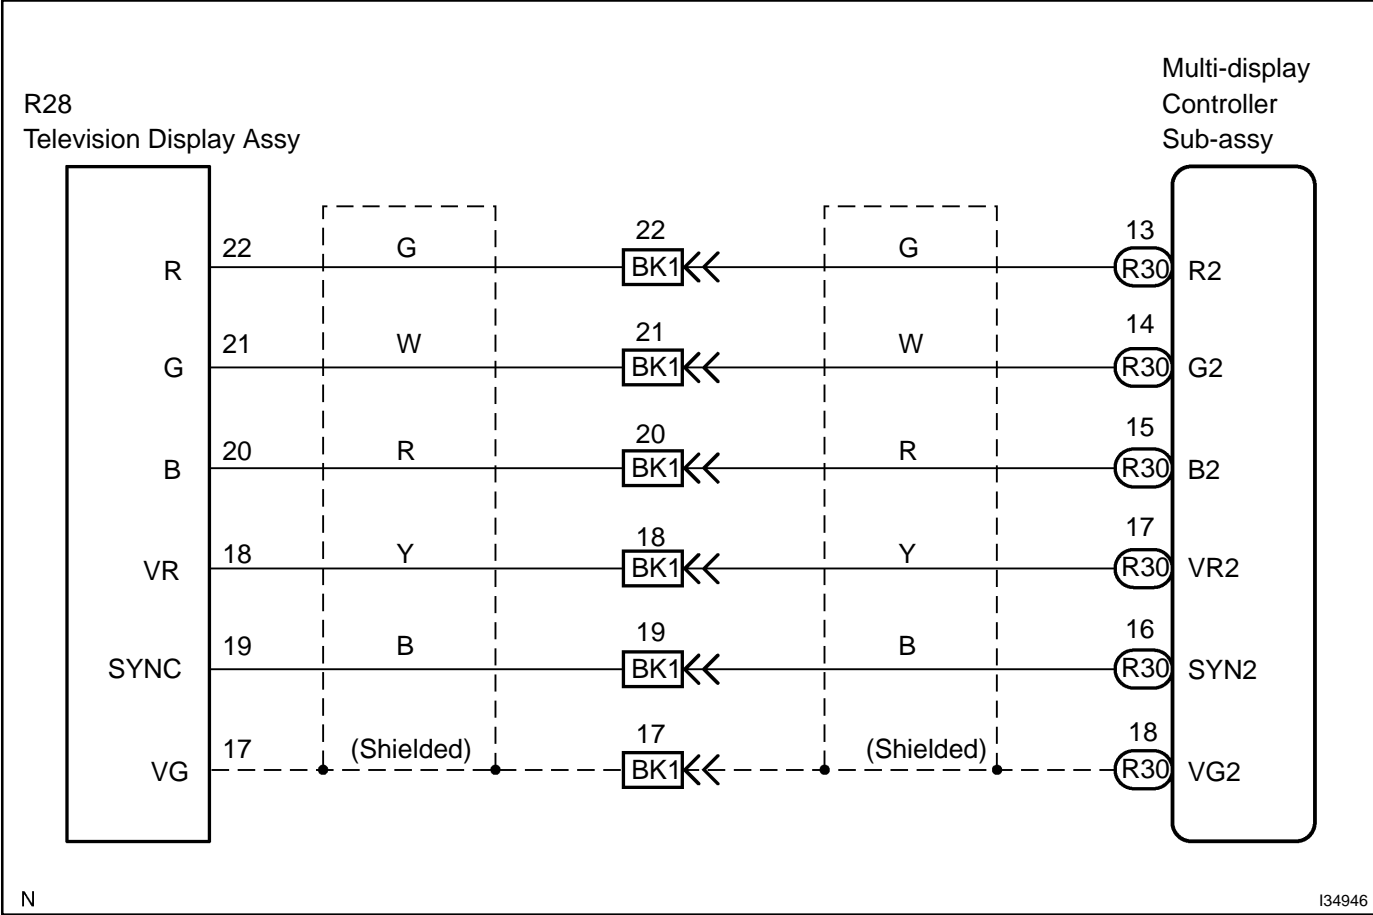 Multi-display
Controller
Sub-assy
R28
Television Display Assy
R 22 G 22 BK1 G 13 R30 R2
G 21 W 21 BK1 W 14 R30 G2
B 20 R 20 BK1 R 15 R30 B2
VR 18 Y 18 BK1 Y 17 R30 VR2
SYNC 19 B 19 BK1 B 16 R30 SYN2
VG 17 (Shielded) 17 BK1 (Shielded) 18 R30 VG2
N I34946